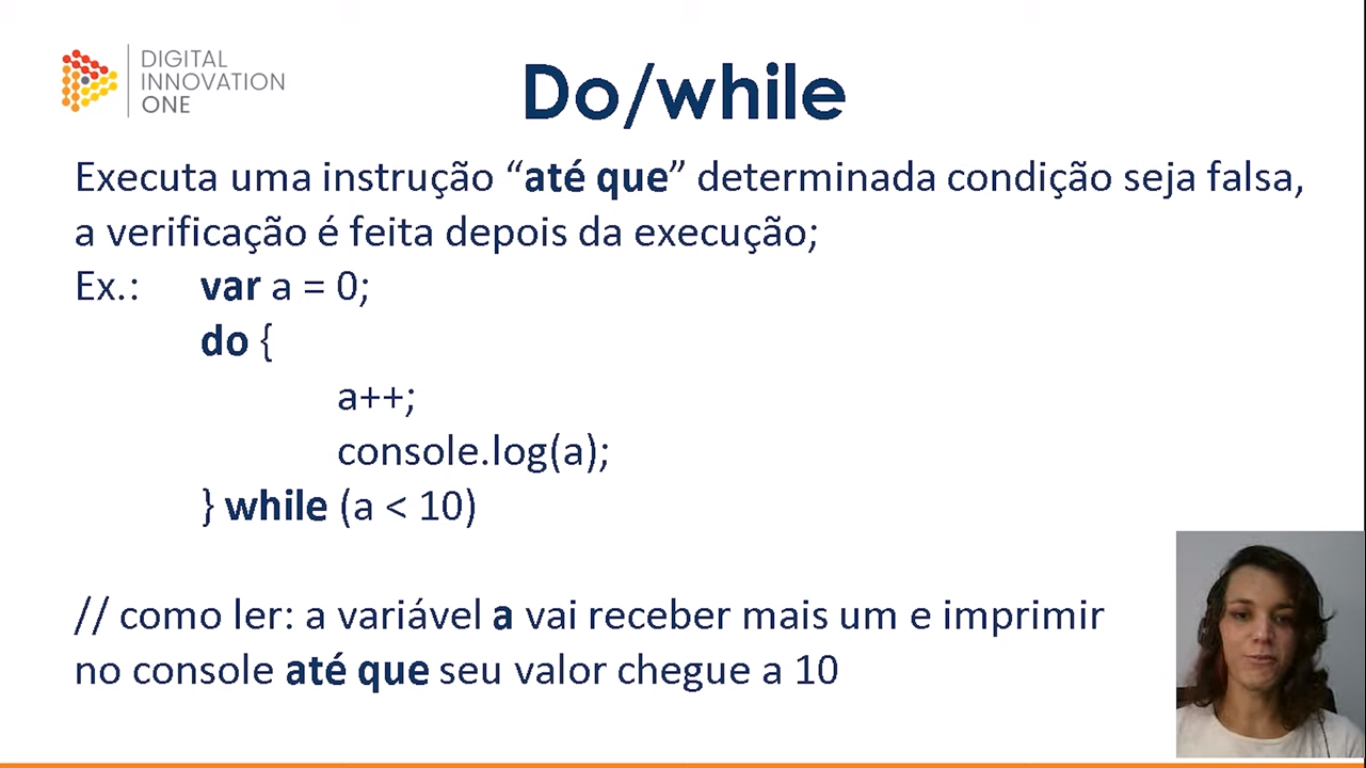 DIGITAL
INNOVATION
ONE
Do/while
Executa uma instrução “até que” determinada condição seja falsa,
a verificação é feita depois da execução;
Ex.: var a = 0;
do {
a++;
console.log(a);
} while (a < 10)
// como ler: a variável a vai receber mais um e imprimir
no console até que seu valor chegue a 10